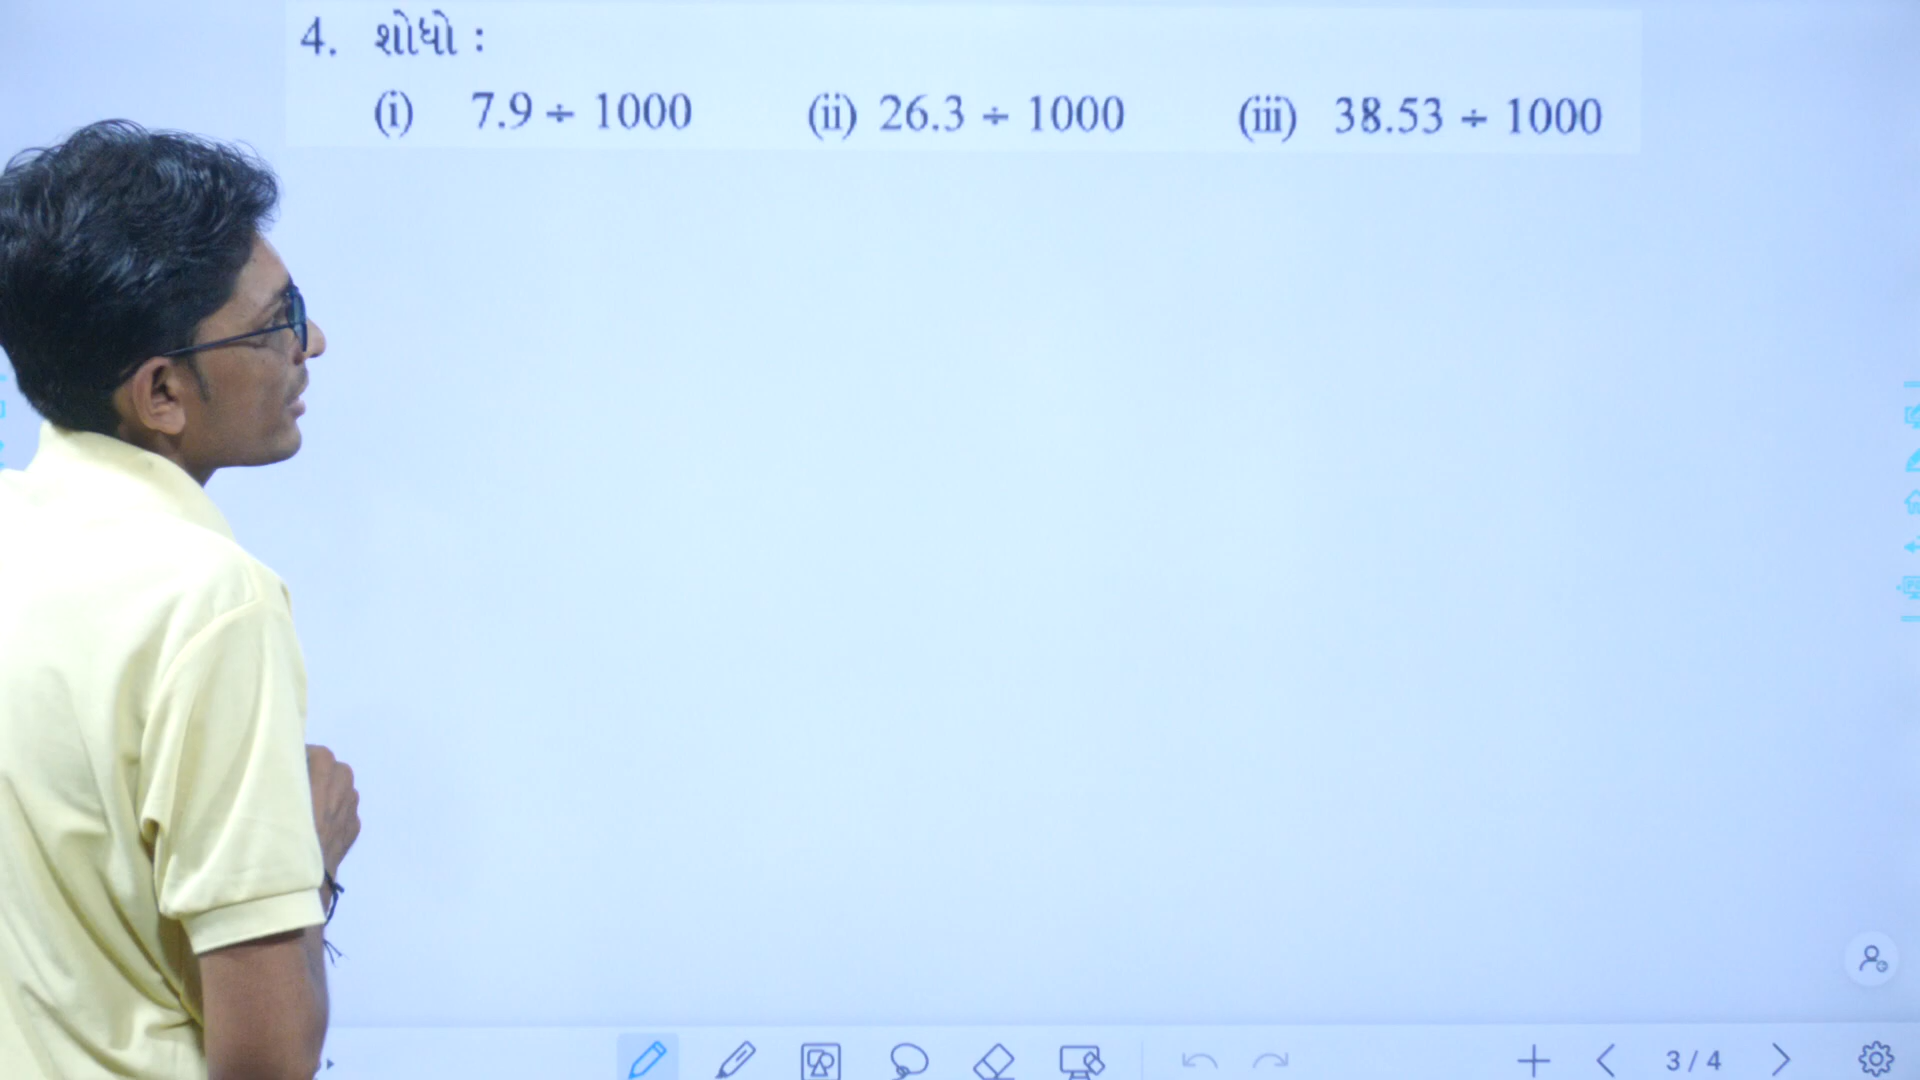 4. શોધો :
(i) 7.9 ÷ 1000 (ii) 26.3 ÷ 1000 (iii) 38.53 ÷ 1000
3 / 4